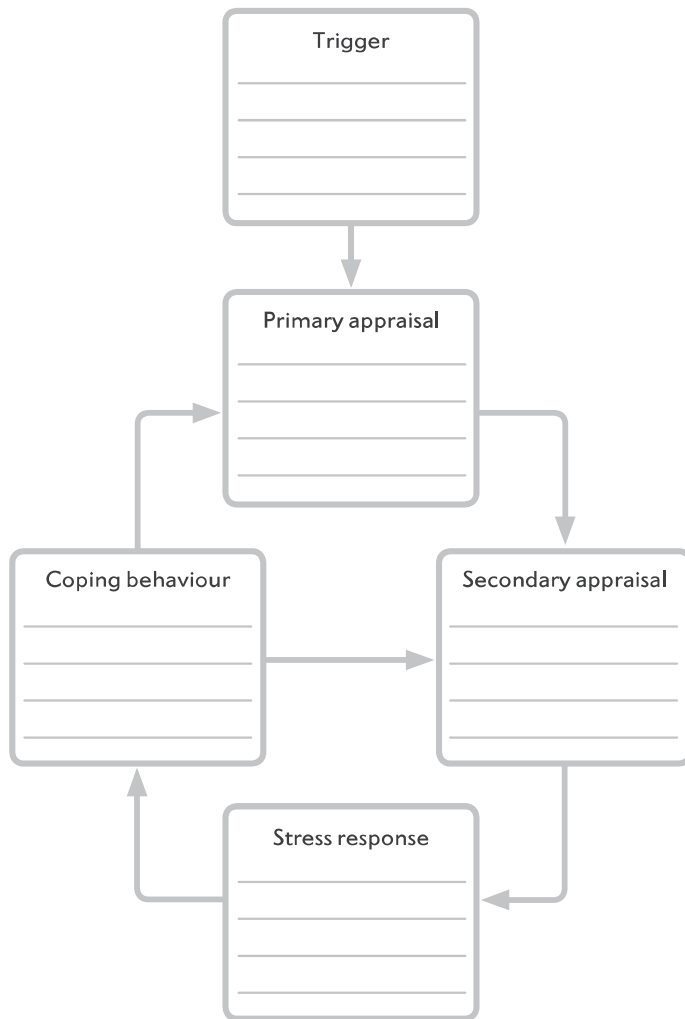 Trigger
Primary appraisal
Coping behaviour
Secondary appraisal
Stress response